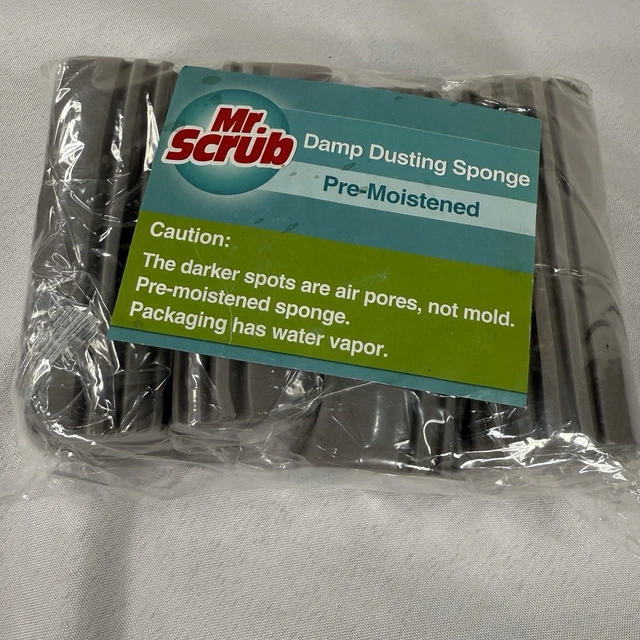 Mr.
Scrub
Damp Dusting Sponge
Pre-Moistened
Caution:
The darker spots are air pores, not mold.
Pre-moistened sponge.
Packaging has water vapor.